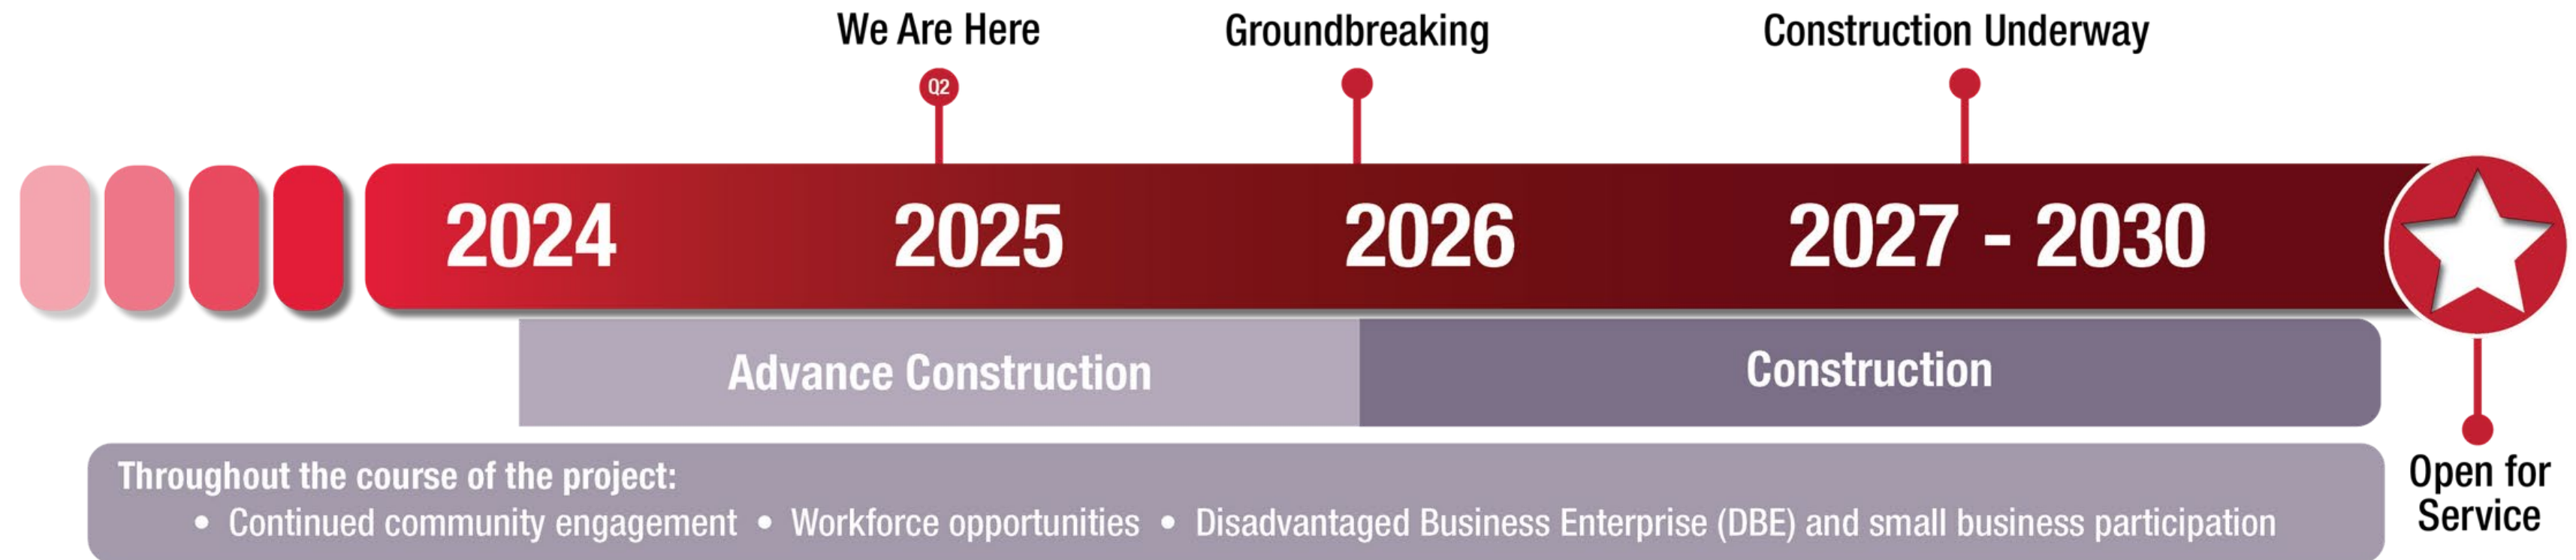 We Are Here
Groundbreaking
Construction Underway
Q2
2024
2025
2026
2027 - 2030
Advance Construction
Construction
Throughout the course of the project:
• Continued community engagement • Workforce opportunities • Disadvantaged Business Enterprise (DBE) and small business participation
Open for
Service